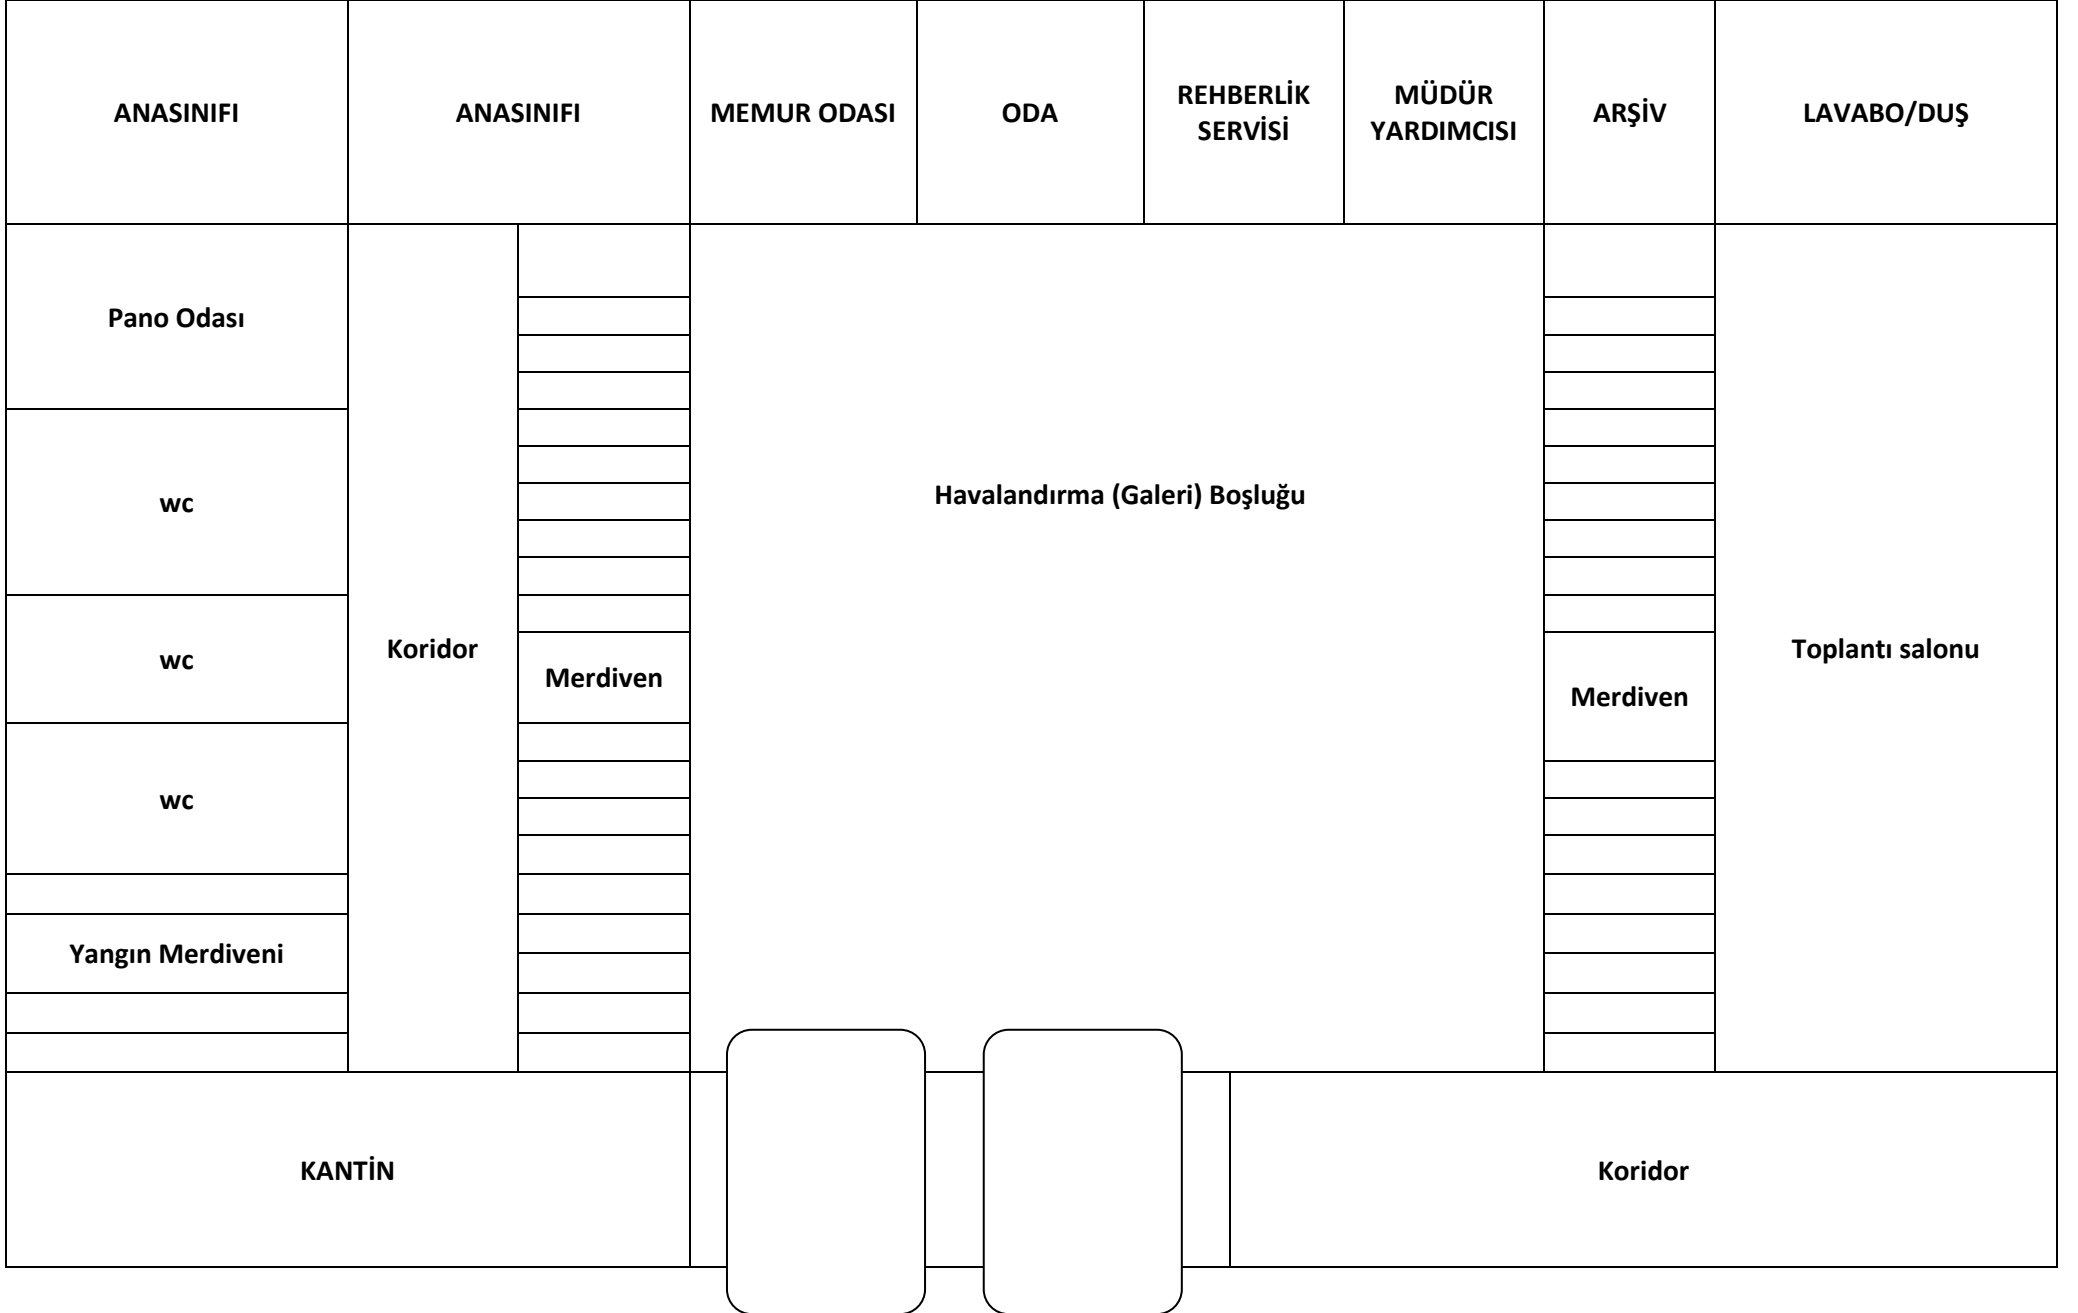 ANASINIFI
ANASINIFI
MEMUR ODASI
ODA
REHBERLİK
SERVİSİ
MÜDÜR
YARDIMCISI
ARŞİV
LAVABO/DUŞ
Pano Odası
wc
Havalandırma (Galeri) Boşluğu
wc
Koridor
Merdiven
Merdiven
Toplantı salonu
wc
Yangın Merdiveni
KANTİN
Koridor